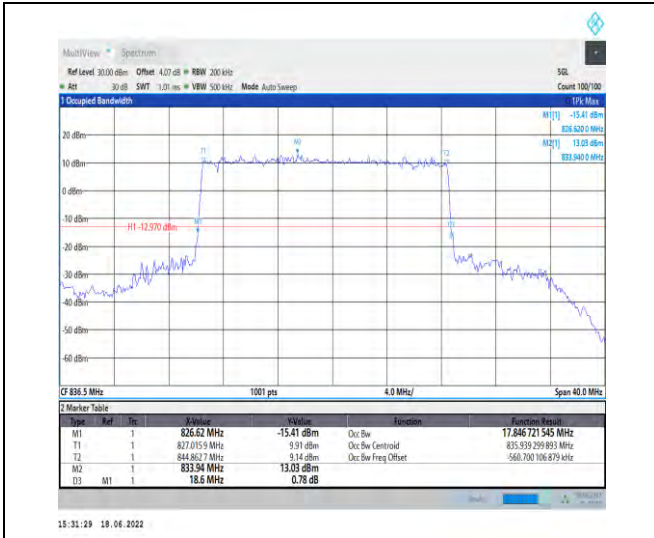 MultiView Spectrum
Ref Level 30.00 dBm Offset 4.07 dB RBW 200 kHz SGL
Att 30 dB SWT 1.01 ms VBW 500 kHz Mode Auto Sweep Count 100/100
1 Occupied Bandwidth 1Pk Max
M1[1] -15.41 dBm
826.620 0 MHz
M2[1] 13.03 dBm
833.940 0 MHz
20 dBm
M2
T1 T2
10 dBm
0 dBm
-10 dBm
M1
H1 -12.970 dBm
D3
-20 dBm
-30 dBm
-40 dBm
-50 dBm
-60 dBm
CF 836.5 MHz 1001 pts 4.0 MHz/ Span 40.0 MHz
2 Marker Table
Type Ref Trc X-Value Y-Value Function Function Result
M1 1 826.62 MHz -15.41 dBm Occ Bw 17.846 721 545 MHz
T1 1 827.015 9 MHz 9.91 dBm Occ Bw Centroid 835.939 299 893 MHz
T2 1 844.862 7 MHz 9.14 dBm Occ Bw Freq Offset -560.700 106 879 kHz
M2 1 833.94 MHz 13.03 dBm
D3 M1 1 18.6 MHz 0.78 dB
15:31:29 18.06.2022